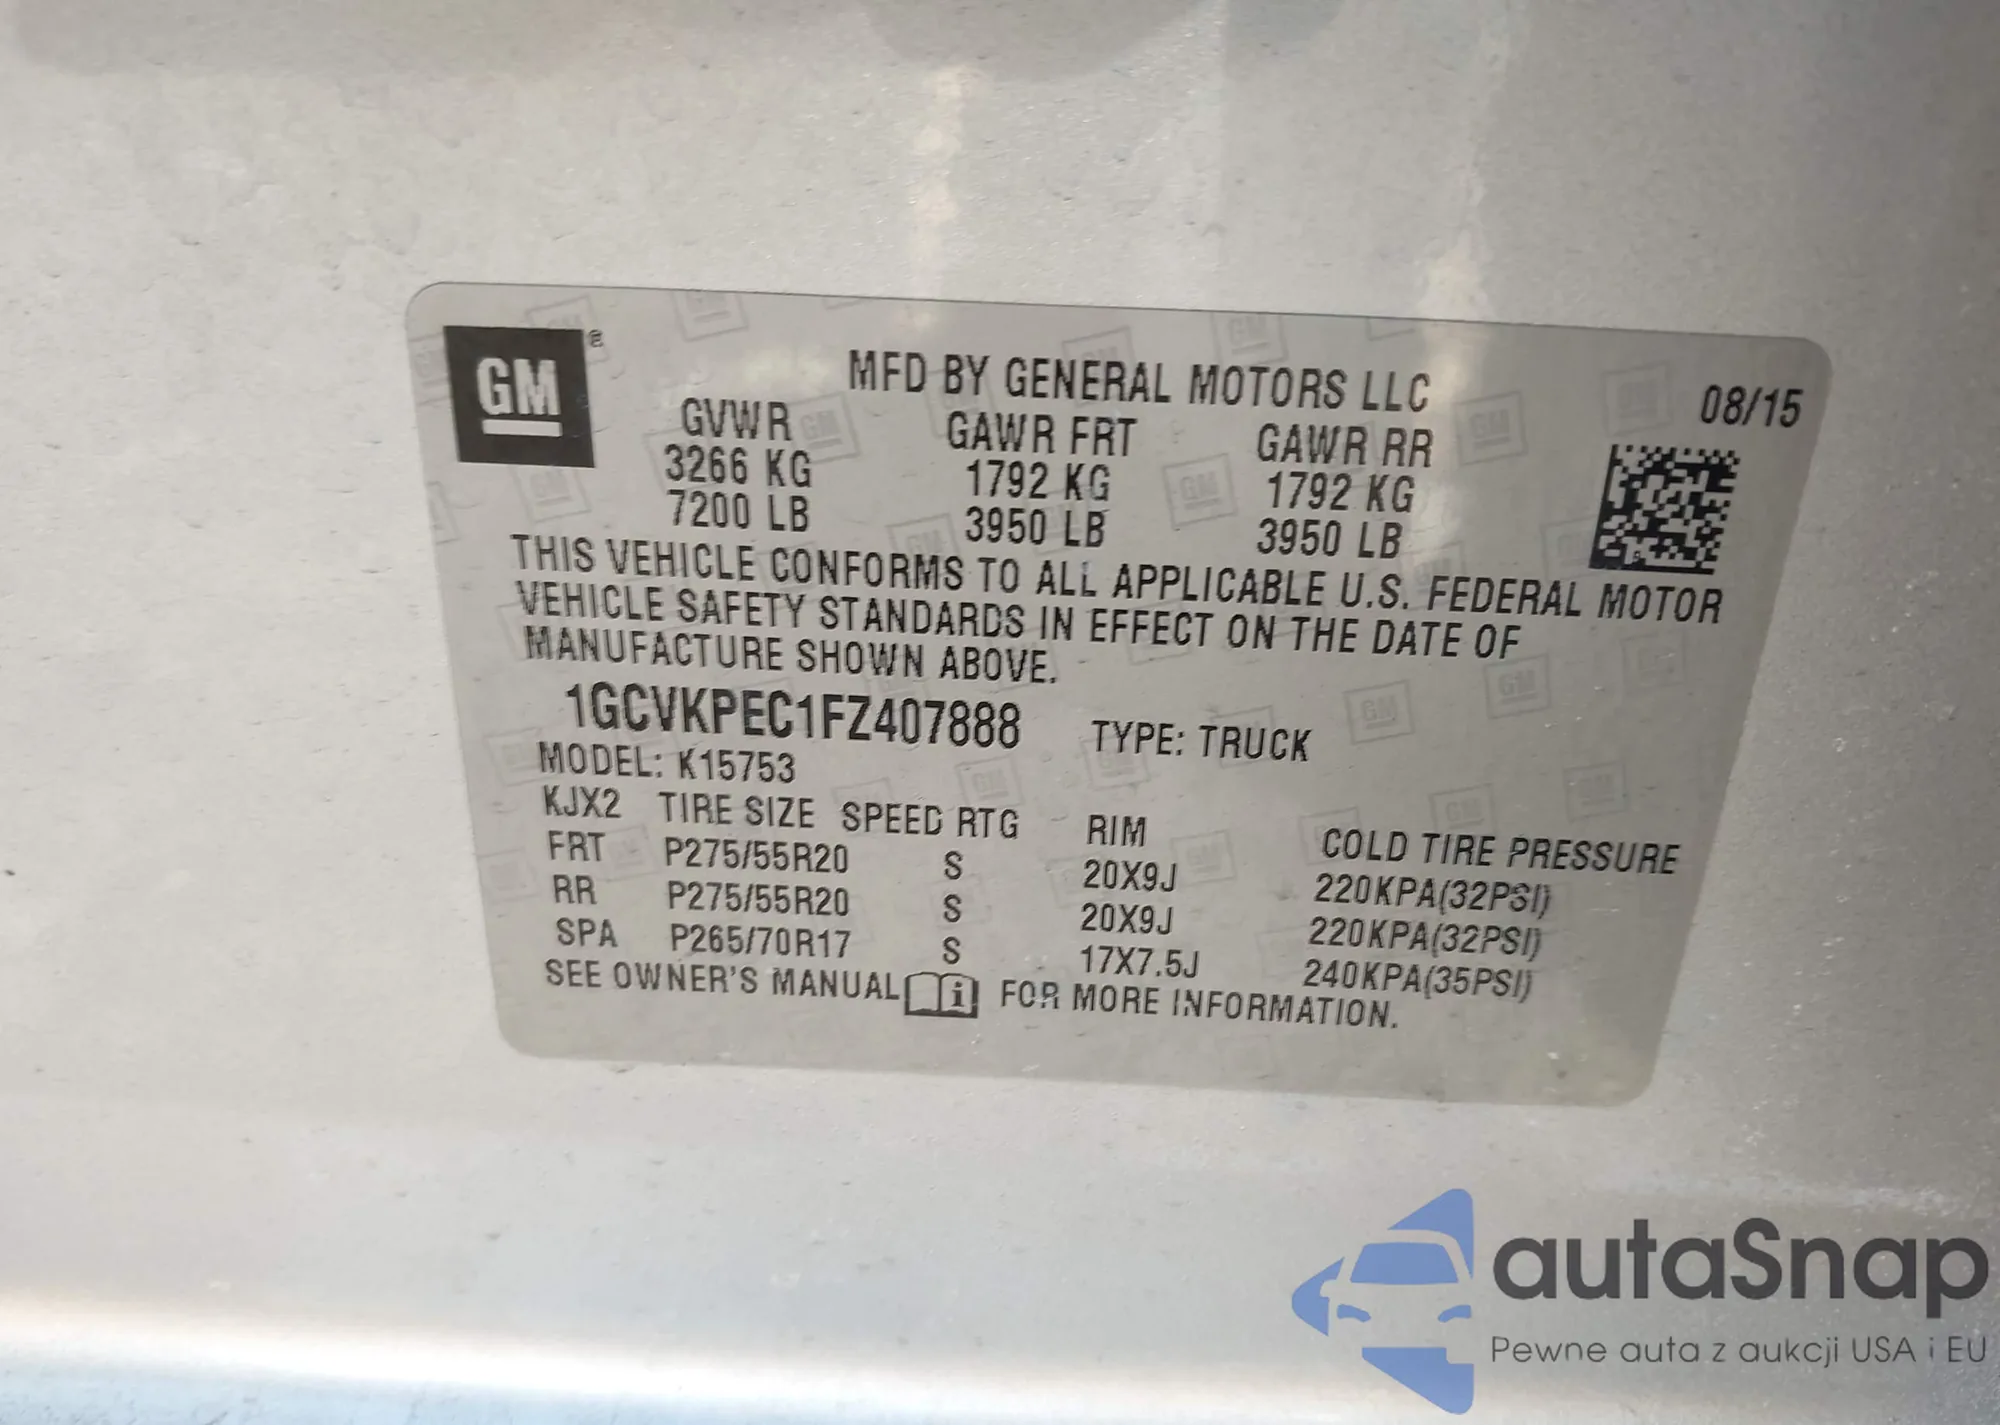 GM ®
MFD BY GENERAL MOTORS LLC 08/15
GVWR GAWR FRT GAWR RR
3266 KG 1792 KG 1792 KG
7200 LB 3950 LB 3950 LB
THIS VEHICLE CONFORMS TO ALL APPLICABLE U.S. FEDERAL MOTOR
VEHICLE SAFETY STANDARDS IN EFFECT ON THE DATE OF
MANUFACTURE SHOWN ABOVE.
1GCVKPEC1FZ407888 TYPE: TRUCK
MODEL: K15753
KJX2 TIRE SIZE SPEED RTG RIM COLD TIRE PRESSURE
FRT P275/55R20 S 20X9J 220KPA(32PSI)
RR P275/55R20 S 20X9J 220KPA(32PSI)
SPA P265/70R17 S 17X7.5J 240KPA(35PSI)
SEE OWNER'S MANUAL i FOR MORE INFORMATION.
autaSnap
Pewne auta z aukcji USA i EU